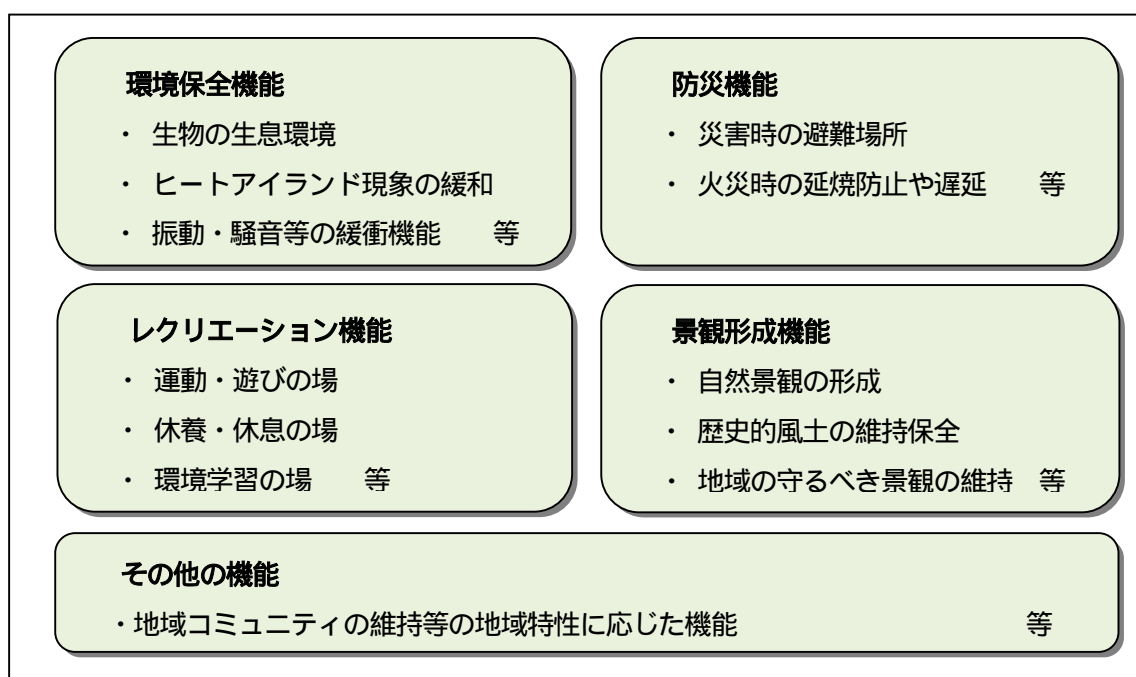 環境保全機能
・ 生物の生息環境
・ ヒートアイランド現象の緩和
・ 振動・騒音等の緩衝機能　　等
防災機能
・ 災害時の避難場所
・ 火災時の延焼防止や遅延　　等
レクリエーション機能
・ 運動・遊びの場
・ 休養・休息の場
・ 環境学習の場　　等
景観形成機能
・ 自然景観の形成
・ 歴史的風土の維持保全
・ 地域の守るべき景観の維持　等
その他の機能
・地域コミュニティの維持等の地域特性に応じた機能　　　　　　　　　　　等